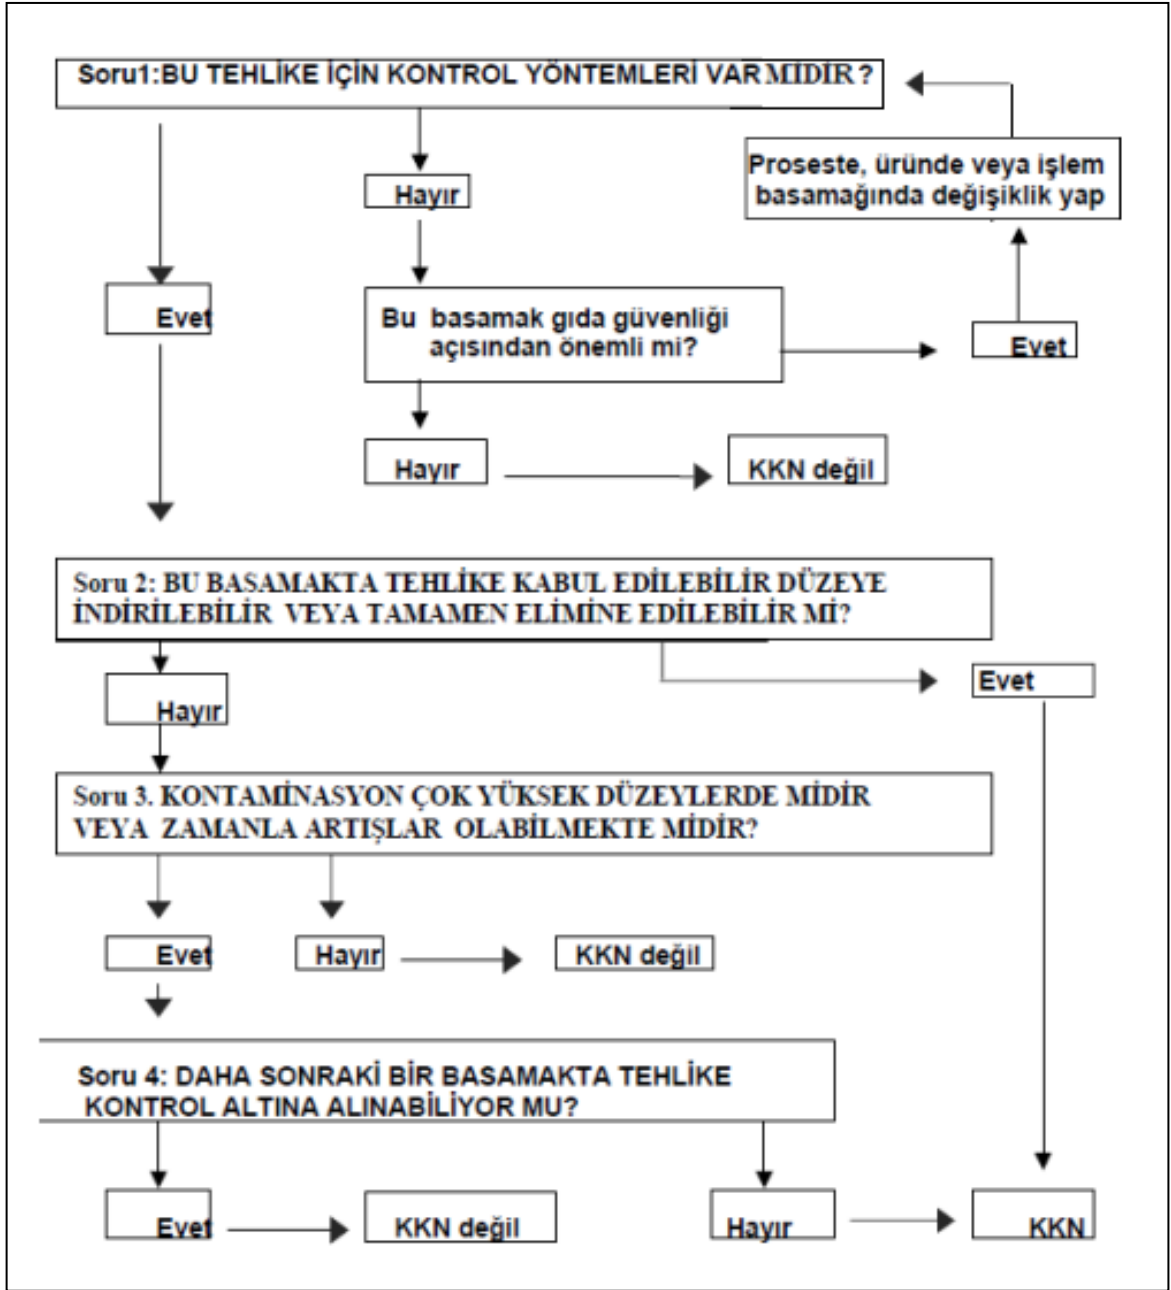 Soru1:BU TEHLİKE İÇİN KONTROL YÖNTEMLERİ VAR MİDİR ?
Proseste, üründe veya işlem
basamağında değişiklik yap
Hayır
Evet
Bu basamak gıda güvenliği
açısından önemli mi?
Evet
Hayır
KKN değil
Soru 2: BU BASAMAKTA TEHLİKE KABUL EDİLEBİLİR DÜZEYE
İNDİRİLEBİLİR VEYA TAMAMEN ELİMİNE EDİLEBİLİR Mİ?
Evet
Hayır
Soru 3. KONTAMİNASYON ÇOK YÜKSEK DÜZEYLERDE MİDİR
VEYA ZAMANLA ARTIŞLAR OLABİLMEKTE MİDİR?
Evet
Hayır
KKN değil
Soru 4: DAHA SONRAKİ BİR BASAMAKTA TEHLİKE
KONTROL ALTINA ALINABİLİYOR MU?
Evet
KKN değil
Hayır
KKN